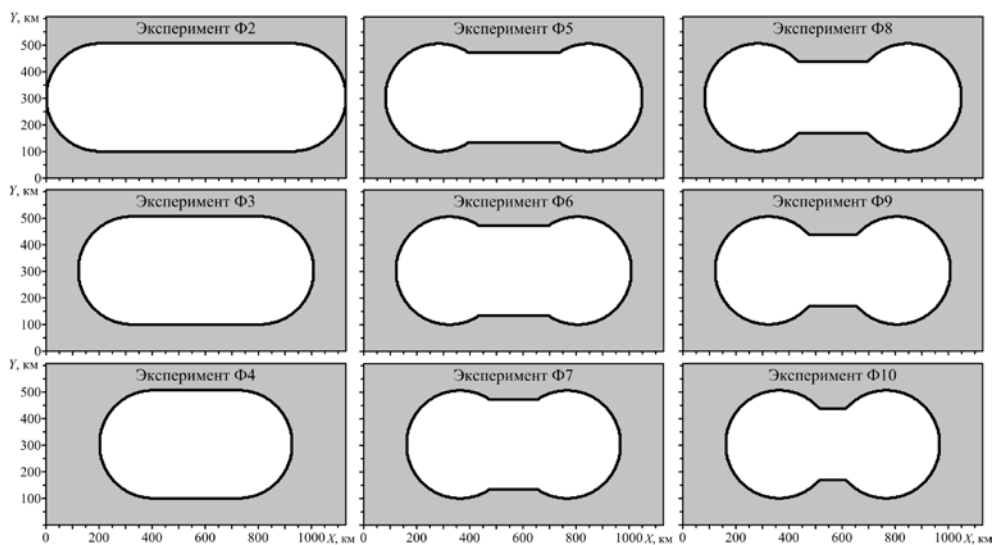 Y, км
Эксперимент Ф2
Эксперимент Ф5
Эксперимент Ф8
500
400
300
200
100
0
Y, км
Эксперимент Ф3
Эксперимент Ф6
Эксперимент Ф9
500
400
300
200
100
0
Y, км
Эксперимент Ф4
Эксперимент Ф7
Эксперимент Ф10
500
400
300
200
100
0 200 400 600 800 1000 X, км
0 200 400 600 800 1000 X, км
0 200 400 600 800 1000 X, км